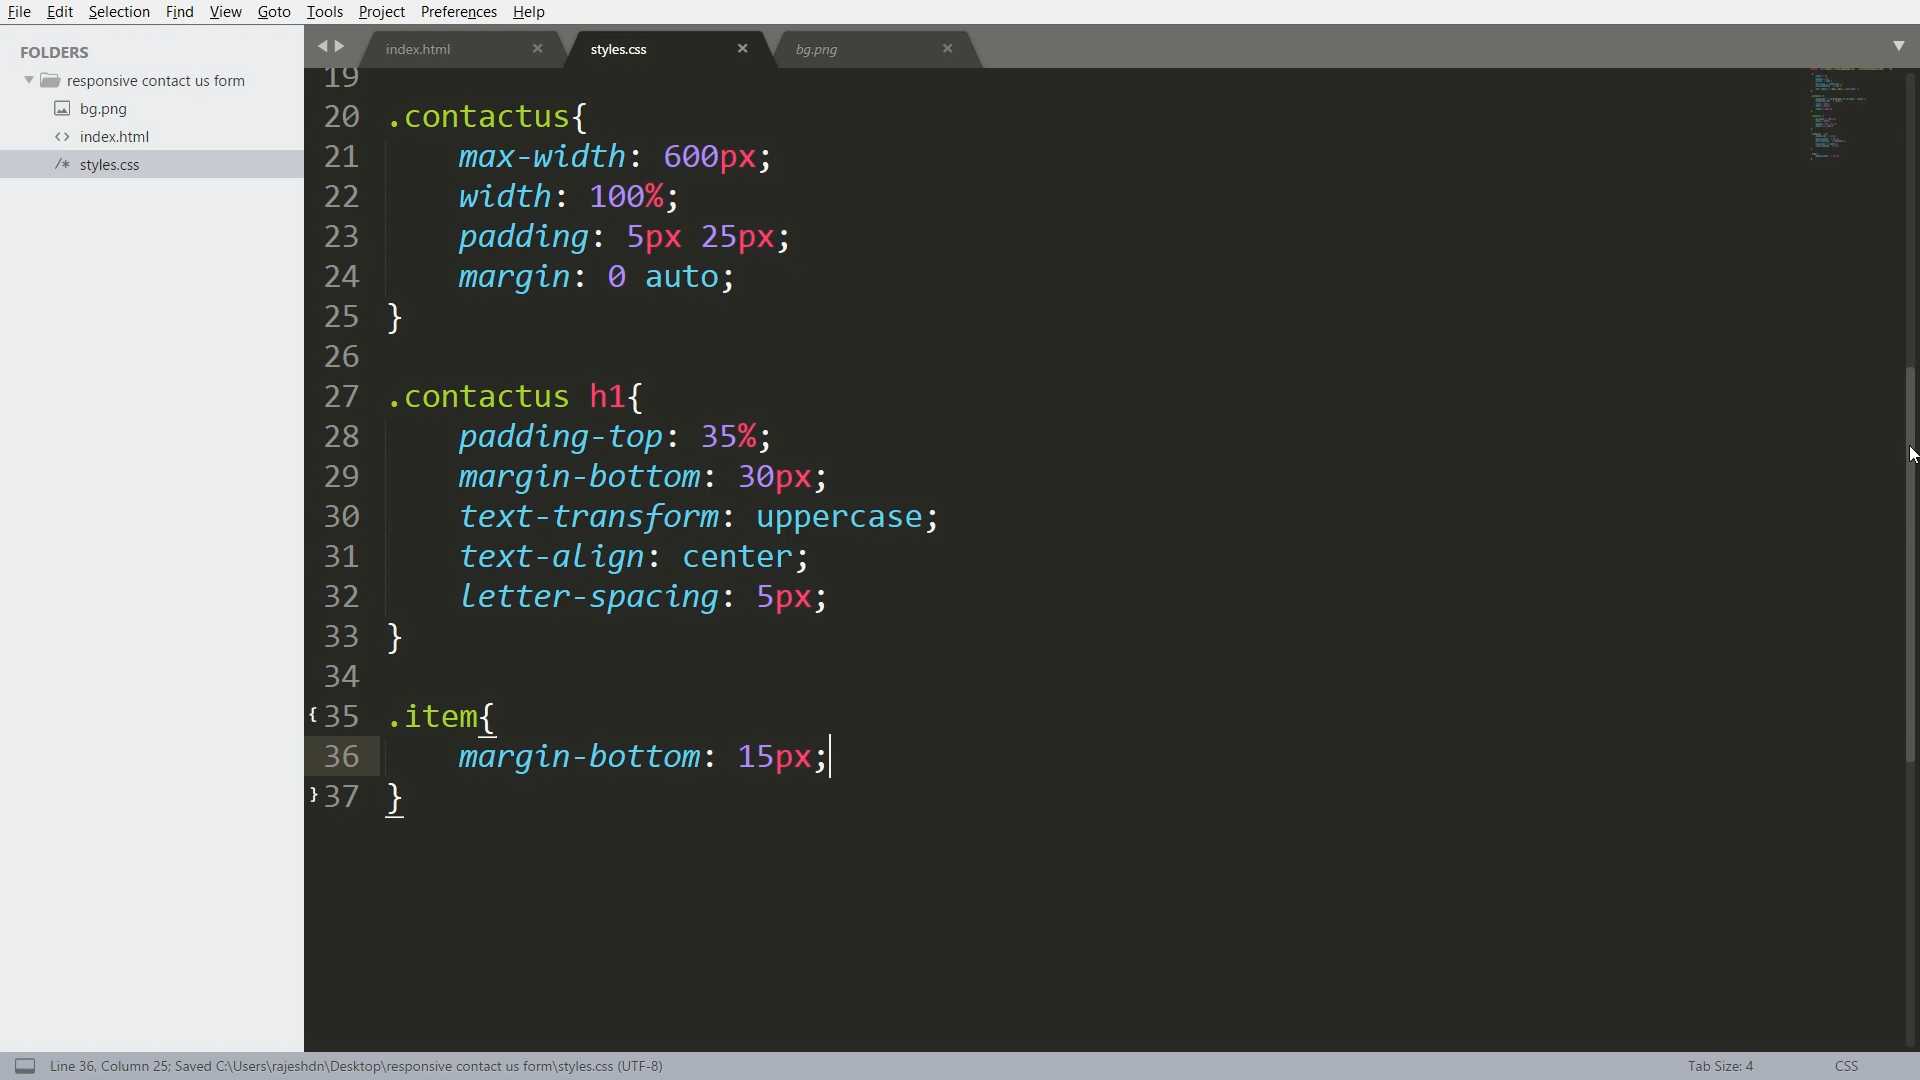 File Edit Selection Find View Goto Tools Project Preferences Help
FOLDERS
responsive contact us form
bg.png
index.html
styles.css
index.html styles.css bg.png
19
20 .contactus{
21 max-width: 600px;
22 width: 100%;
23 padding: 5px 25px;
24 margin: 0 auto;
25 }
26
27 .contactus h1{
28 padding-top: 35%;
29 margin-bottom: 30px;
30 text-transform: uppercase;
31 text-align: center;
32 letter-spacing: 5px;
33 }
34
35 .item{
36 margin-bottom: 15px;
37 }
Line 36, Column 25; Saved C:\Users\rajeshdn\Desktop\responsive contact us form\styles.css (UTF-8) Tab Size: 4 CSS